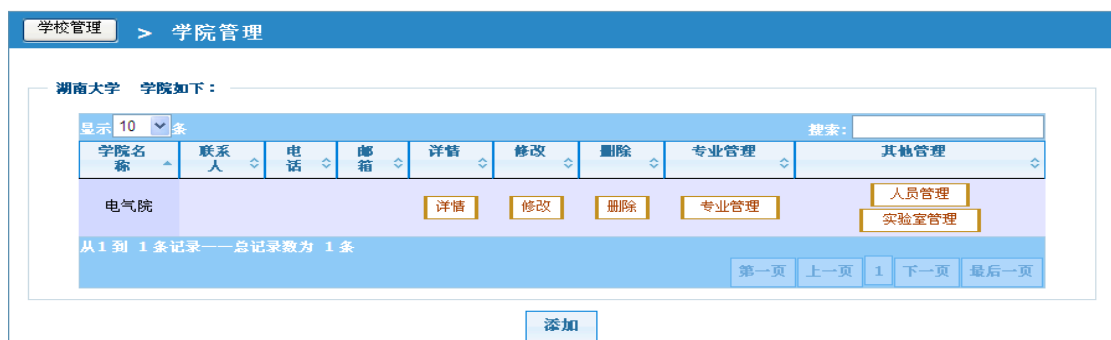 学校管理 > 学院管理
湖南大学 学院如下：
显示 10 条 搜索：
学院名称 联系人 电话 邮箱 详情 修改 删除 专业管理 其他管理
电气院 详情 修改 删除 专业管理 人员管理
实验室管理
从1 到 1 条记录——总记录数为 1 条
第一页 上一页 1 下一页 最后一页
添加